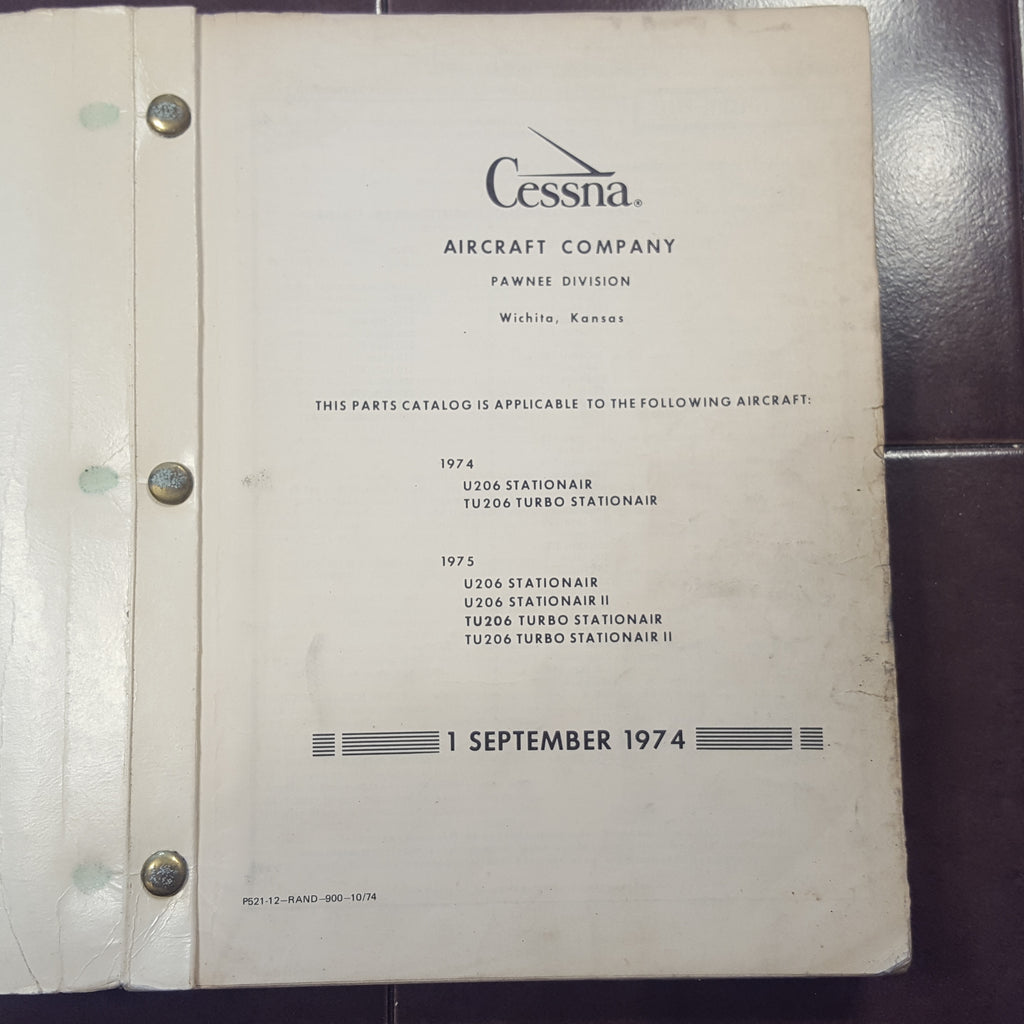 Cessna®
AIRCRAFT COMPANY
PAWNEE DIVISION
Wichita, Kansas
THIS PARTS CATALOG IS APPLICABLE TO THE FOLLOWING AIRCRAFT:
1974
U206 STATIONAIR
TU206 TURBO STATIONAIR
1975
U206 STATIONAIR
U206 STATIONAIR II
TU206 TURBO STATIONAIR
TU206 TURBO STATIONAIR II
1 SEPTEMBER 1974
P521-12—RAND—900—10/74